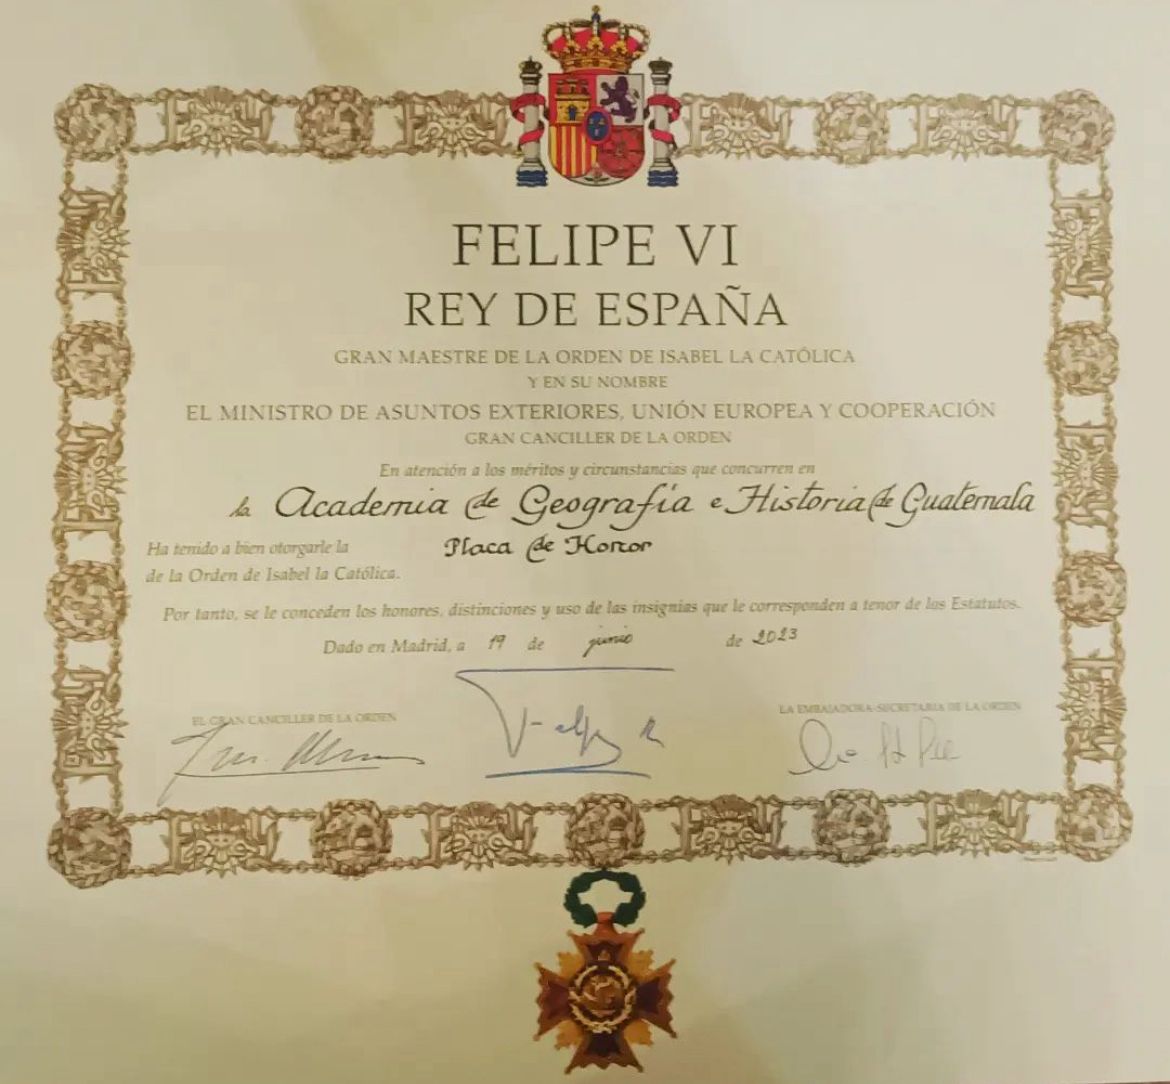 FELIPE VI
REY DE ESPAÑA
GRAN MAESTRE DE LA ORDEN DE ISABEL LA CATÓLICA
Y EN SU NOMBRE
EL MINISTRO DE ASUNTOS EXTERIORES, UNIÓN EUROPEA Y COOPERACIÓN
GRAN CANCILLER DE LA ORDEN
En atención a los méritos y circunstancias que concurren en
la Academia de Geografía e Historia de Guatemala
Ha tenido a bien otorgarle la Placa de Honor
de la Orden de Isabel la Católica.
Por tanto, se le conceden los honores, distinciones y uso de las insignias que le corresponden a tenor de los Estatutos.
Dado en Madrid, a 19 de junio de 2023
EL GRAN CANCILLER DE LA ORDEN
LA EMBAJADORA-SECRETARIA DE LA ORDEN